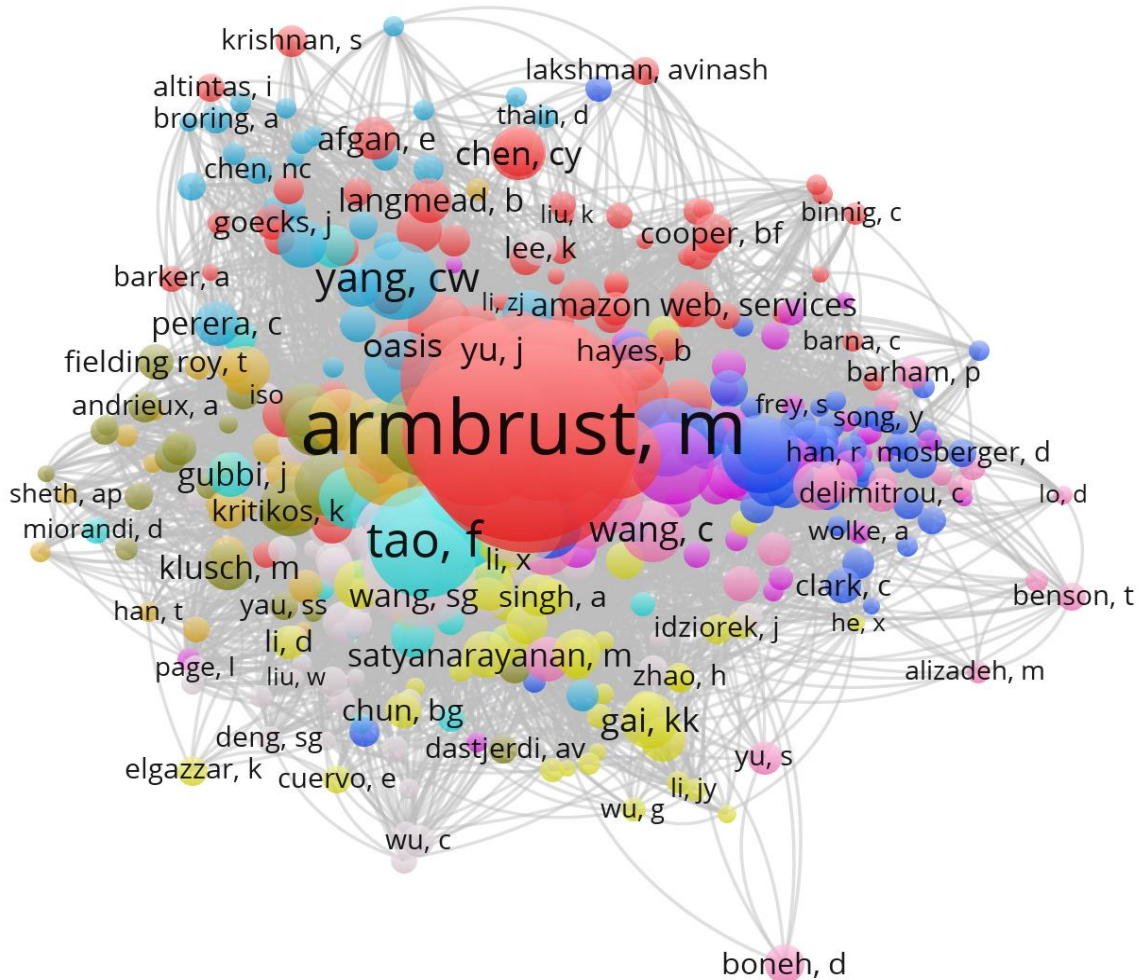 krishnan, s
lakshman, avinash
altintas, i
broring, a
thain, d
afgan, e
chen, cy
chen, nc
langmead, b
liu, k
binnig, c
goecks, j
cooper, bf
lee, k
barker, a
yang, cw
li, zj
amazon web, services
perera, c
oasis
yu, j
hayes, b
barna, c
fielding roy, t
barham, p
iso
andrieux, a
armbrust, m
frey, s
song, y
han, r
mosberger, d
gubbi, j
sheth, ap
delimitrou, c
lo, d
kritikos, k
miorandi, d
tao, f
wang, c
wolke, a
li, x
klusch, m
clark, c
wang, sg
singh, a
benson, t
han, t
yau, ss
idziorek, j
he, x
li, d
page, l
liu, w
satyanarayanan, m
zhao, h
alizadeh, m
chun, bg
gai, kk
deng, sg
dastjerdi, av
yu, s
elgazzar, k
cuervo, e
li, jy
wu, g
wu, c
boneh, d